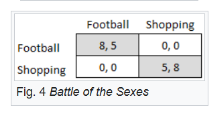 Football Shopping
Football 8, 5 0, 0
Shopping 0, 0 5, 8
Fig. 4 Battle of the Sexes